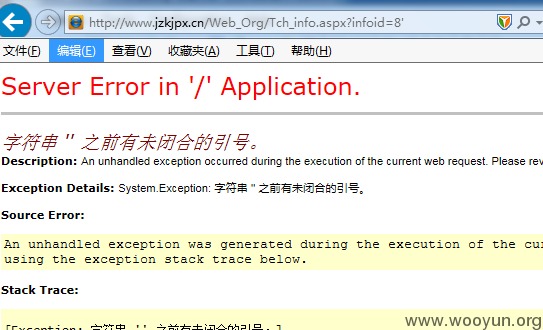 http://www.jzkjpx.cn/Web_Org/Tch_info.aspx?infoid=8'
文件(F) 编辑(E) 查看(V) 收藏夹(A) 工具(T) 帮助(H)
Server Error in '/' Application.
字符串 '' 之前有未闭合的引号。
Description: An unhandled exception occurred during the execution of the current web request. Please rev
Exception Details: System.Exception: 字符串 '' 之前有未闭合的引号。
Source Error:
An unhandled exception was generated during the execution of the cur
using the exception stack trace below.
Stack Trace:
[Exception: 字符串 '' 之前有未闭合的引号。]
www.wooyun.org